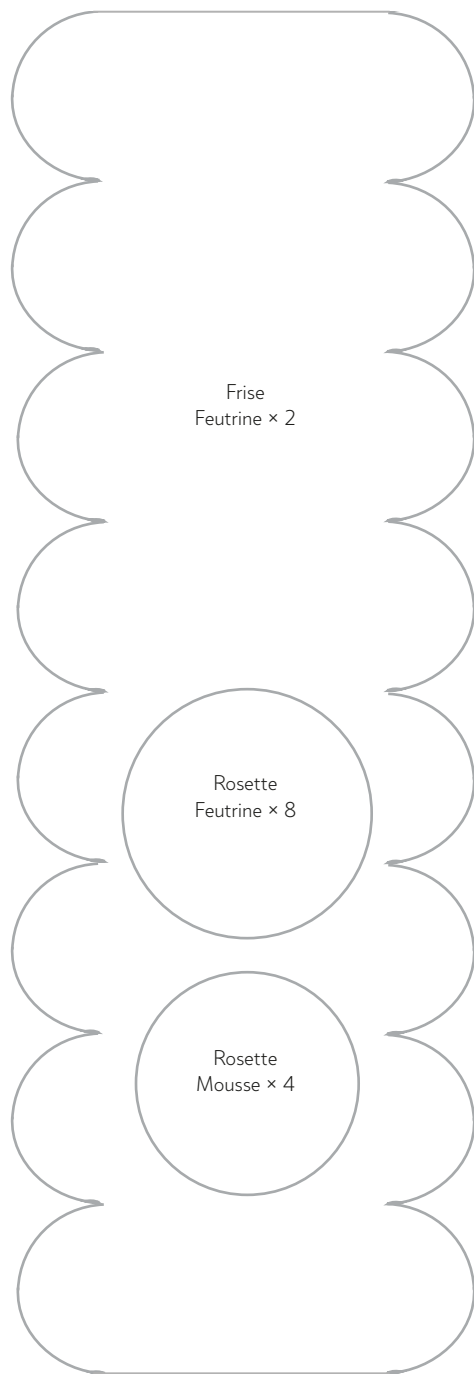 Frise
Feutrine × 2
Rosette
Feutrine × 8
Rosette
Mousse × 4